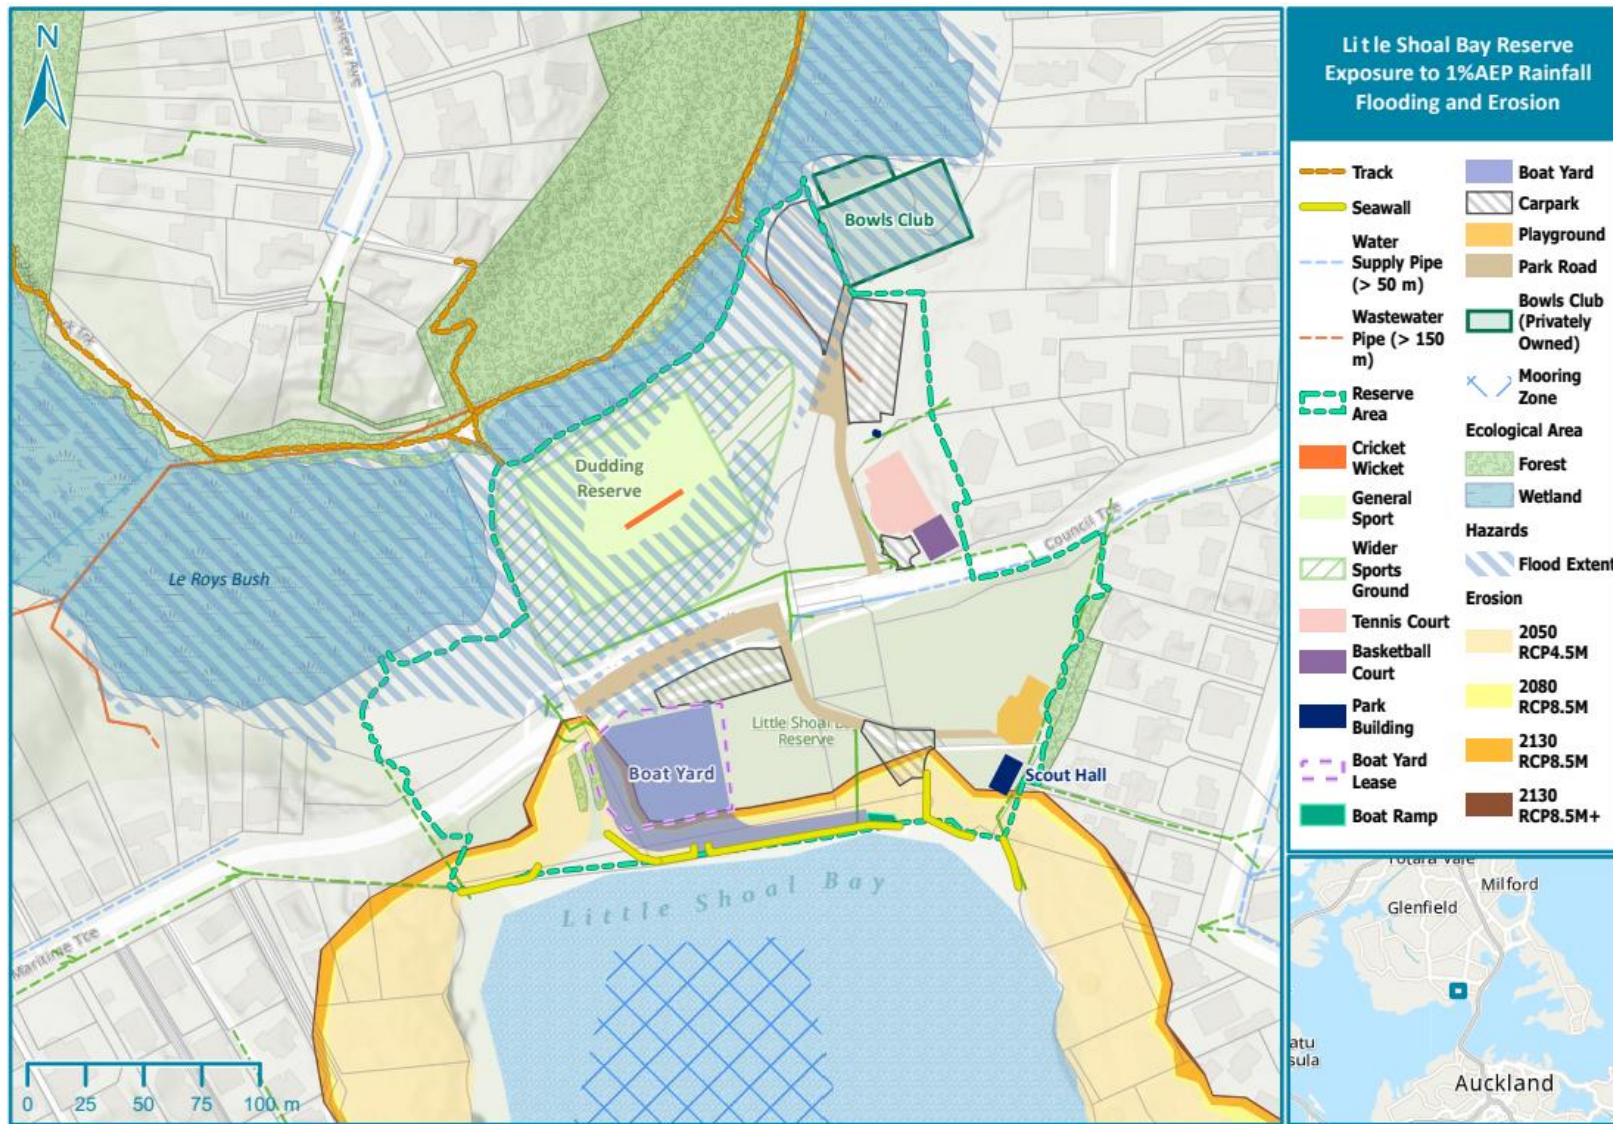 Lit le Shoal Bay Reserve
Exposure to 1%AEP Rainfall
Flooding and Erosion
N
Bowls Club
Dudding
Reserve
Le Roys Bush
Council Tce
Little Shoal
Reserve
Boat Yard
Scout Hall
Little Shoal Bay
Maritime Tce
0 25 50 75 100 m
Track
Seawall
Water
Supply Pipe
(> 50 m)
Wastewater
Pipe (> 150
m)
Reserve
Area
Cricket
Wicket
General
Sport
Wider
Sports
Ground
Tennis Court
Basketball
Court
Park
Building
Boat Yard
Lease
Boat Ramp
Boat Yard
Carpark
Playground
Park Road
Bowls Club
(Privately
Owned)
Mooring
Zone
Ecological Area
Forest
Wetland
Hazards
Flood Extent
Erosion
2050
RCP4.5M
2080
RCP8.5M
2130
RCP8.5M
2130
RCP8.5M+
Totara Vale
Milford
Glenfield
atu
sula
Auckland